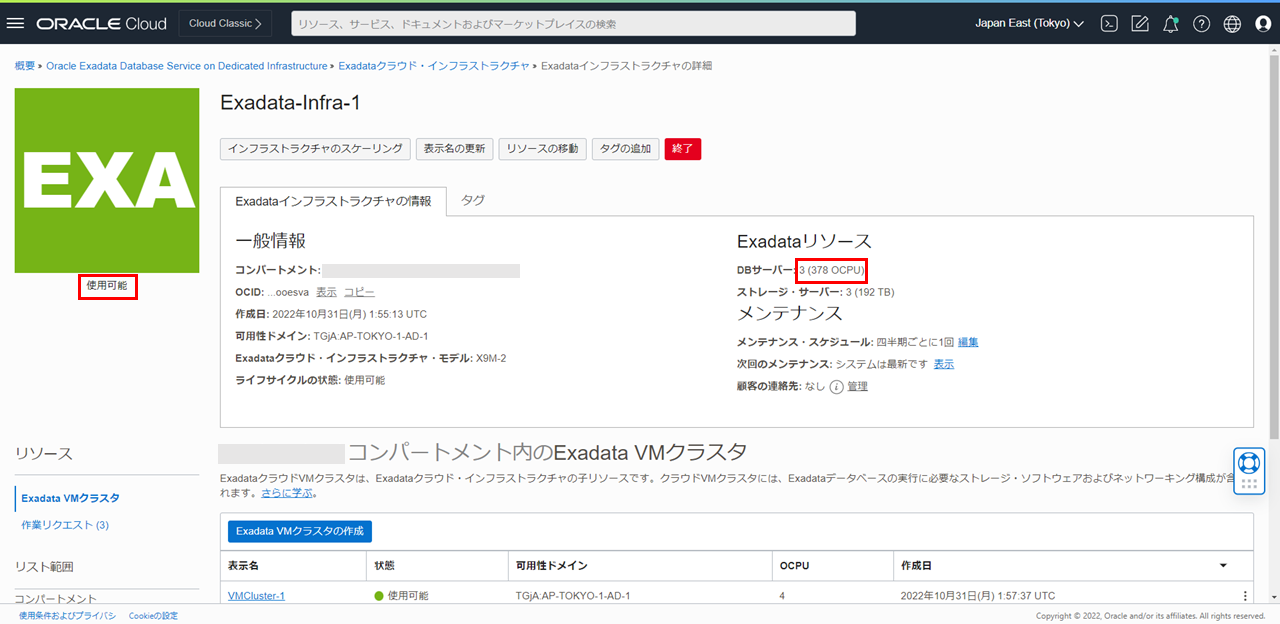 ORACLE Cloud
Cloud Classic
リソース、サービス、ドキュメントおよびマーケットプレイスの検索
Japan East (Tokyo)
概要 » Oracle Exadata Database Service on Dedicated Infrastructure » Exadataクラウド・インフラストラクチャ » Exadataインフラストラクチャの詳細
EXA
使用可能
Exadata-Infra-1
インフラストラクチャのスケーリング 表示名の更新 リソースの移動 タグの追加 終了
Exadataインフラストラクチャの情報 タグ
一般情報
コンパートメント:
OCID: ...ooesva 表示 コピー
作成日: 2022年10月31日(月) 1:55:13 UTC
可用性ドメイン: TGjA:AP-TOKYO-1-AD-1
Exadataクラウド・インフラストラクチャ・モデル: X9M-2
ライフサイクルの状態: 使用可能
Exadataリソース
DBサーバー: 3 (378 OCPU)
ストレージ・サーバー: 3 (192 TB)
メンテナンス
メンテナンス・スケジュール: 四半期ごとに1回 編集
次回のメンテナンス: システムは最新です 表示
顧客の連絡先: なし i 管理
リソース
Exadata VMクラスタ
作業リクエスト (3)
リスト範囲
コンパートメント
コンパートメント内のExadata VMクラスタ
ExadataクラウドVMクラスタは、Exadataクラウド・インフラストラクチャの子リソースです。クラウドVMクラスタには、Exadataデータベースの実行に必要なストレージ・ソフトウェアおよびネットワーキング構成が含
れます。さらに学ぶ。
Exadata VMクラスタの作成
表示名 状態 可用性ドメイン OCPU 作成日
VMCluster-1 使用可能 TGjA:AP-TOKYO-1-AD-1 4 2022年10月31日(月) 1:57:37 UTC
使用条件およびプライバシ Cookieの設定
Copyright © 2022, Oracle and/or its affiliates. All rights reserved.